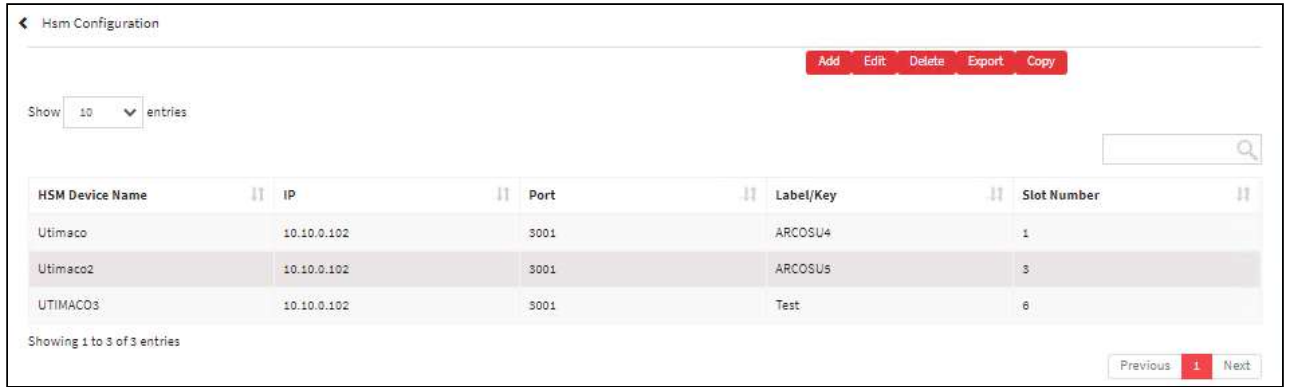 Hsm Configuration
Add Edit Delete Export Copy
Show 10 entries
HSM Device Name IP Port Label/Key Slot Number
Utimaco 10.10.0.102 3001 ARCOSU4 1
Utimaco2 10.10.0.102 3001 ARCOSU5 3
UTIMACO3 10.10.0.102 3001 Test 6
Showing 1 to 3 of 3 entries
Previous 1 Next